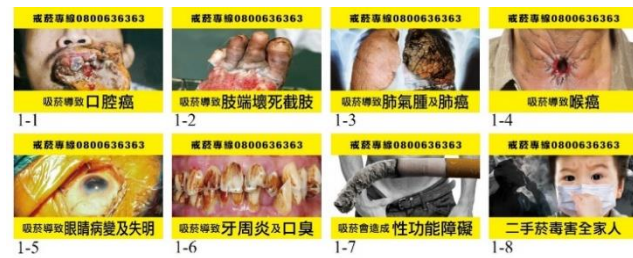 戒菸專線0800636363
吸菸導致口腔癌
1-1
戒菸專線0800636363
吸菸導致肢端壞死截肢
1-2
戒菸專線0800636363
吸菸導致肺氣腫及肺癌
1-3
戒菸專線0800636363
吸菸導致喉癌
1-4
戒菸專線0800636363
吸菸導致眼睛病變及失明
1-5
戒菸專線0800636363
吸菸導致牙周炎及口臭
1-6
戒菸專線0800636363
吸菸會造成性功能障礙
1-7
戒菸專線0800636363
二手菸毒害全家人
1-8